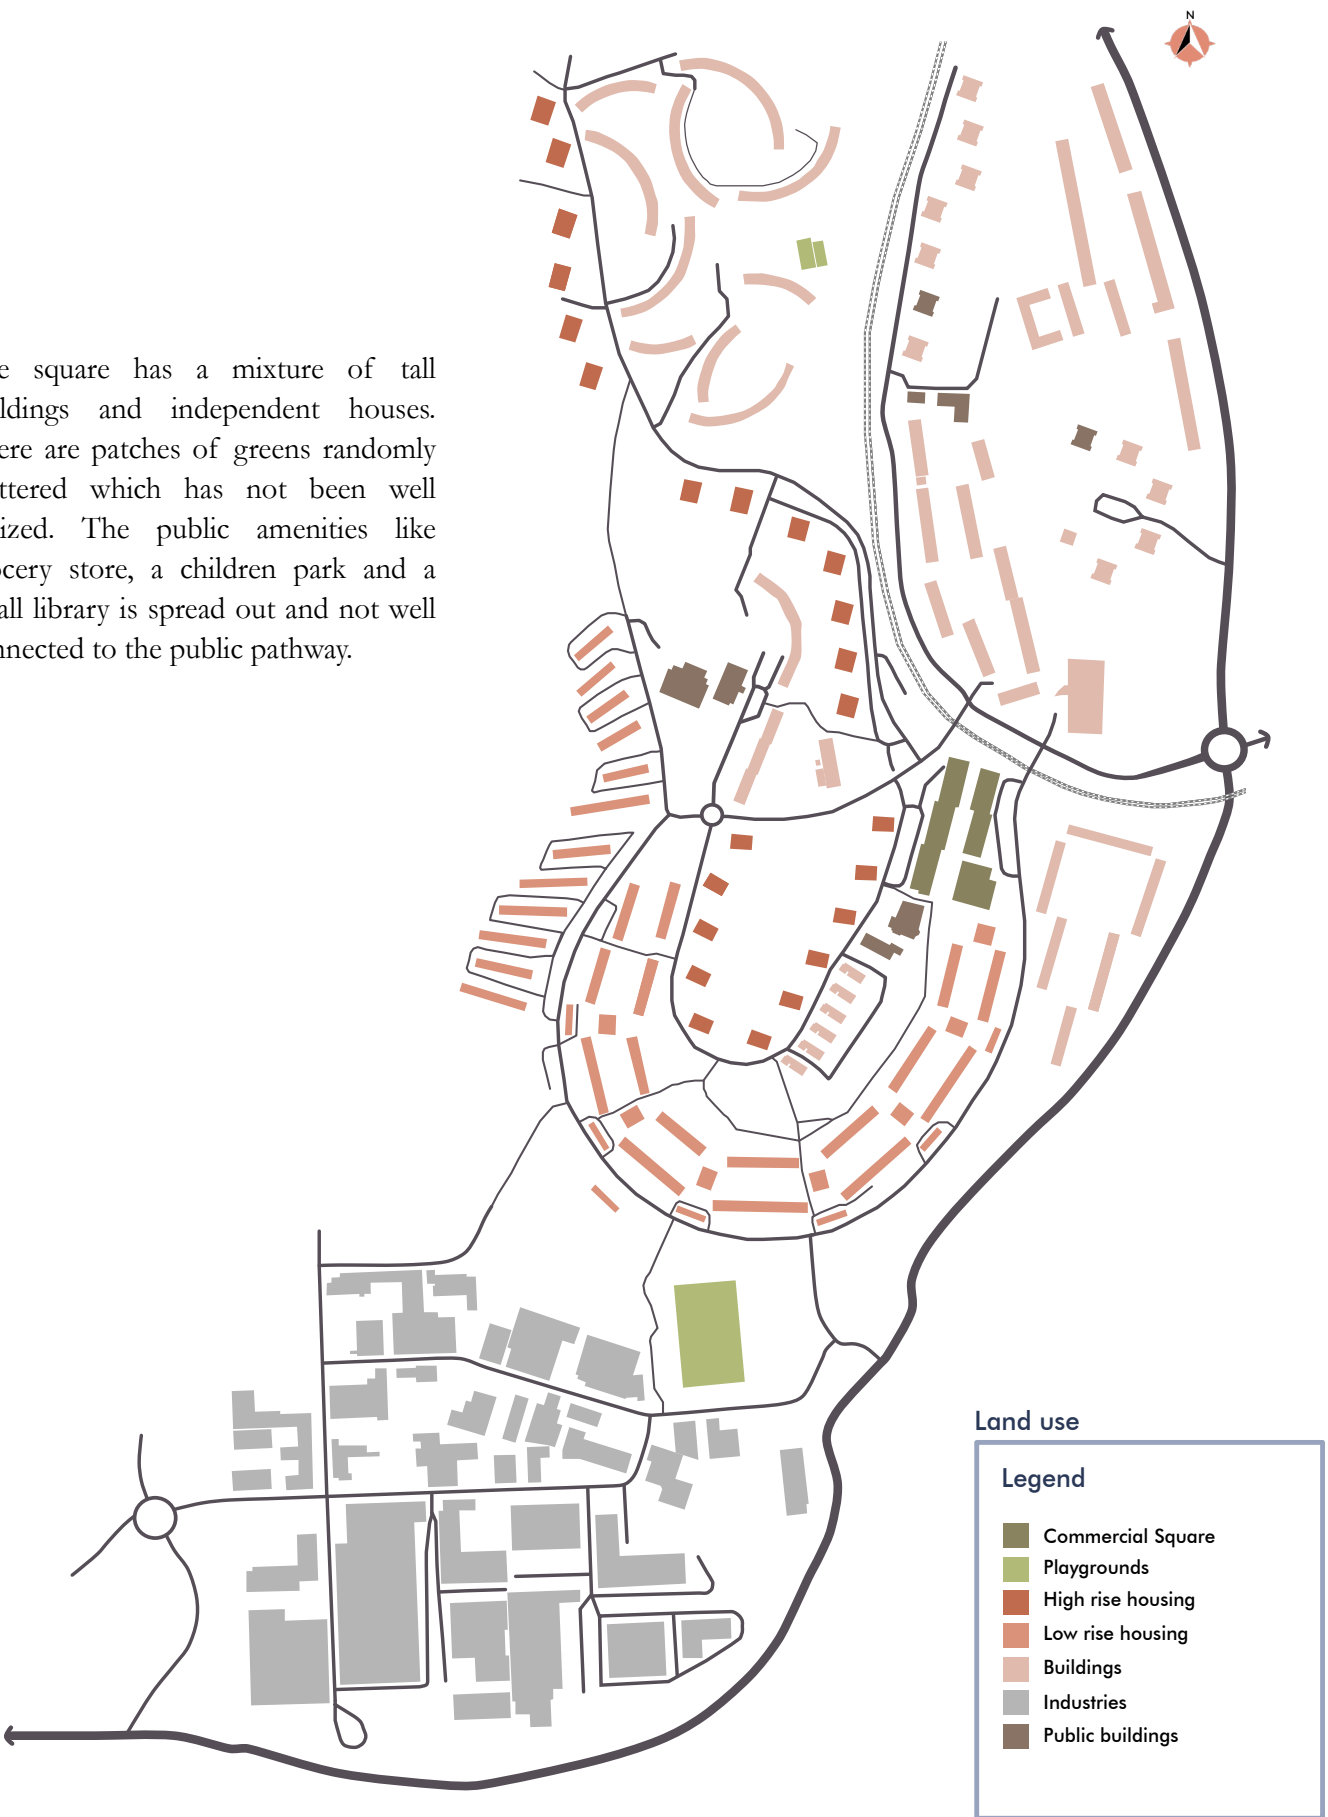 N
e square has a mixture of tall
ldings and independent houses.
ere are patches of greens randomly
ttered which has not been well
ized. The public amenities like
ocery store, a children park and a
all library is spread out and not well
nnected to the public pathway.
Land use
Legend
Commercial Square
Playgrounds
High rise housing
Low rise housing
Buildings
Industries
Public buildings